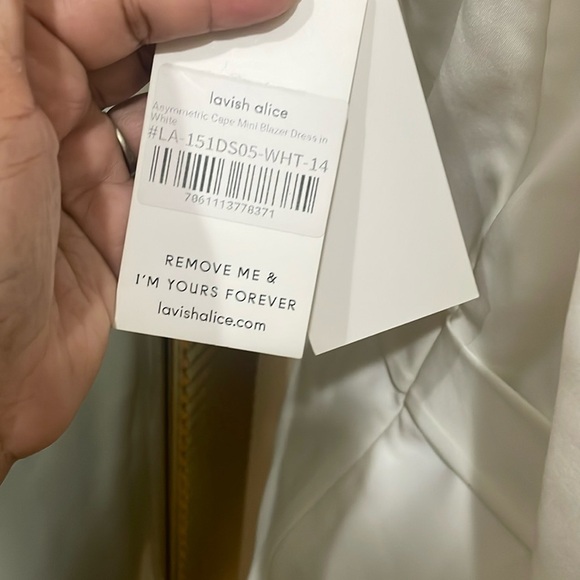 lavish alice
Asymmetric Cape Mini Blazer Dress in
White
#LA-151DS05-WHT-14
7061113778371
REMOVE ME &
I'M YOURS FOREVER
lavishalice.com